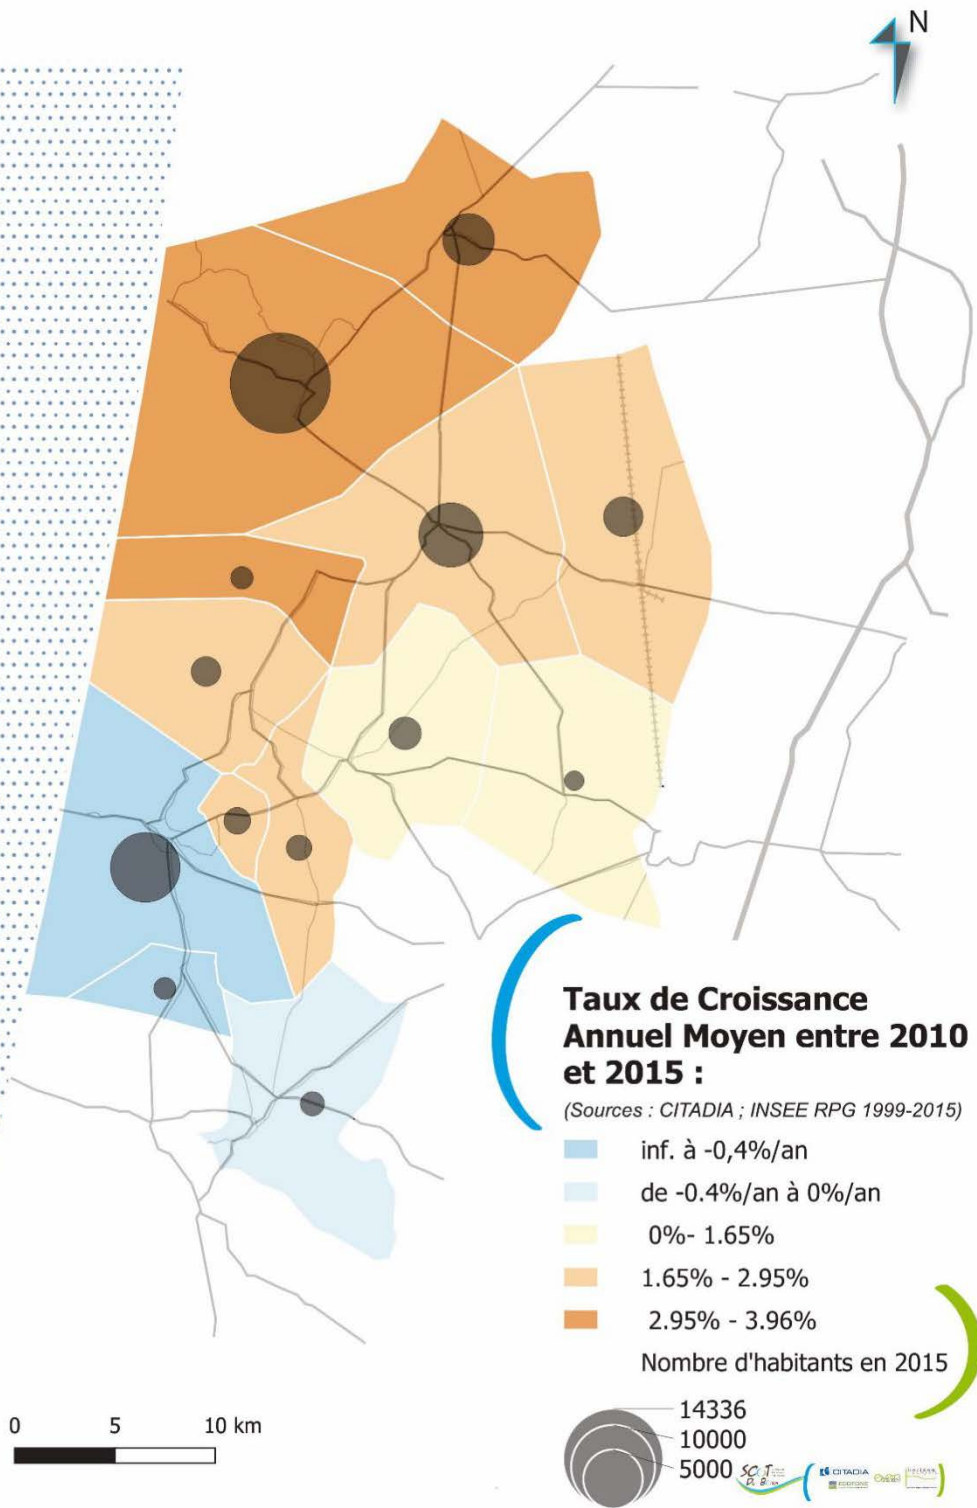 N
Taux de Croissance
Annuel Moyen entre 2010
et 2015 :
(Sources : CITADIA ; INSEE RPG 1999-2015)
inf. à -0,4%/an
de -0.4%/an à 0%/an
0%- 1.65%
1.65% - 2.95%
2.95% - 3.96%
Nombre d'habitants en 2015
14336
10000
5000
0 5 10 km
CITADIA